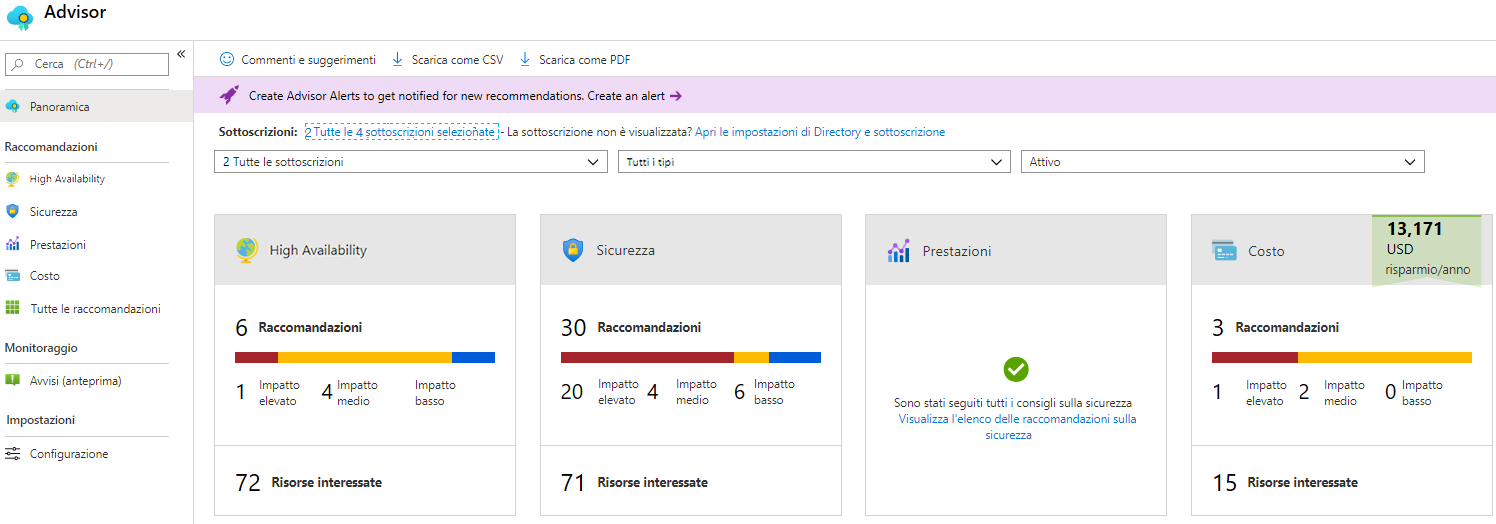 Advisor
Cerca (Ctrl+/)
«
Panoramica
Raccomandazioni
High Availability
Sicurezza
Prestazioni
Costo
Tutte le raccomandazioni
Monitoraggio
Avvisi (anteprima)
Impostazioni
Configurazione
Commenti e suggerimenti Scarica come CSV Scarica come PDF
Create Advisor Alerts to get notified for new recommendations. Create an alert →
Sottoscrizioni: 2 Tutte le 4 sottoscrizioni selezionate - La sottoscrizione non è visualizzata? Apri le impostazioni di Directory e sottoscrizione
2 Tutte le sottoscrizioni Tutti i tipi Attivo
High Availability
6 Raccomandazioni
1 Impatto elevato 4 Impatto medio Impatto basso
72 Risorse interessate
Sicurezza
30 Raccomandazioni
20 Impatto elevato 4 Impatto medio 6 Impatto basso
71 Risorse interessate
Prestazioni
Sono stati seguiti tutti i consigli sulla sicurezza
Visualizza l'elenco delle raccomandazioni sulla
sicurezza
Costo
13,171
USD
risparmio/anno
3 Raccomandazioni
1 Impatto elevato 2 Impatto medio 0 Impatto basso
15 Risorse interessate